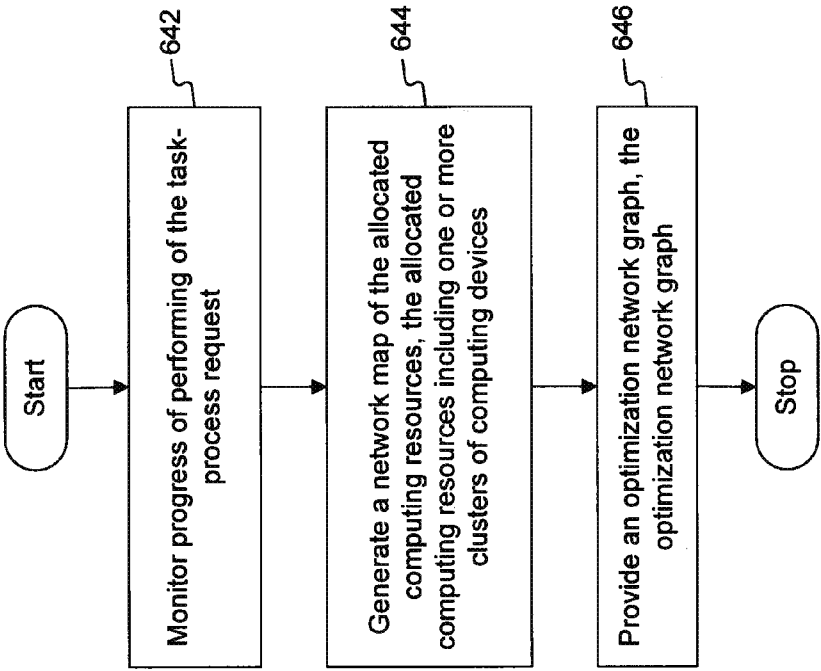 Start
642
Monitor progress of performing of the task-
process request
644
Generate a network map of the allocated
computing resources, the allocated
computing resources including one or more
clusters of computing devices
646
Provide an optimization network graph, the
optimization network graph
Stop